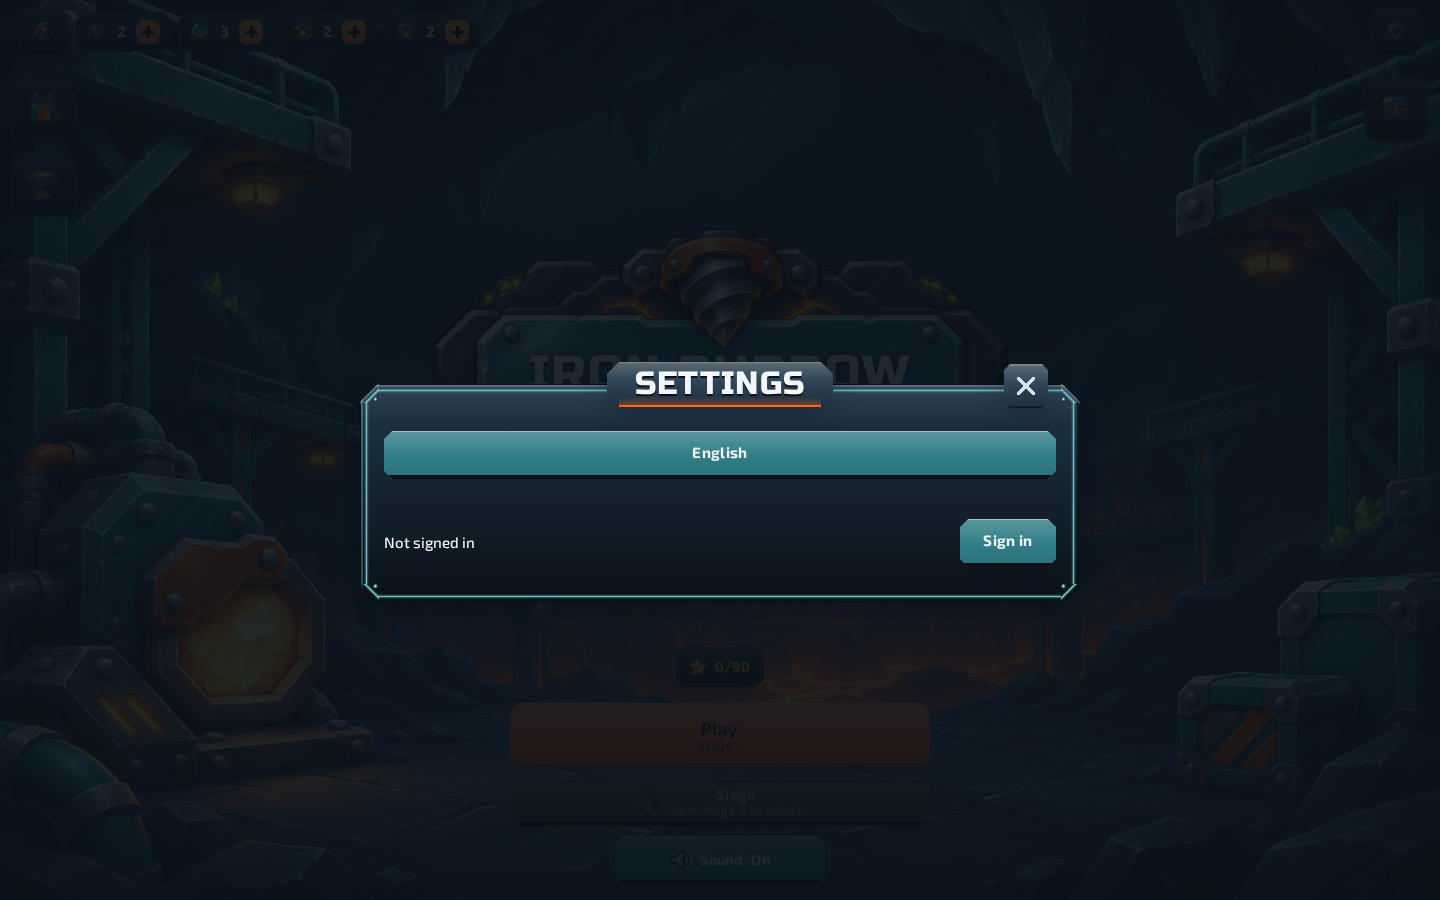 2
3
2
2
SETTINGS
English
Not signed in
Sign in
0/90
Play
Stage 1
Siege
Clear stage 5 to unlock
Sound: On